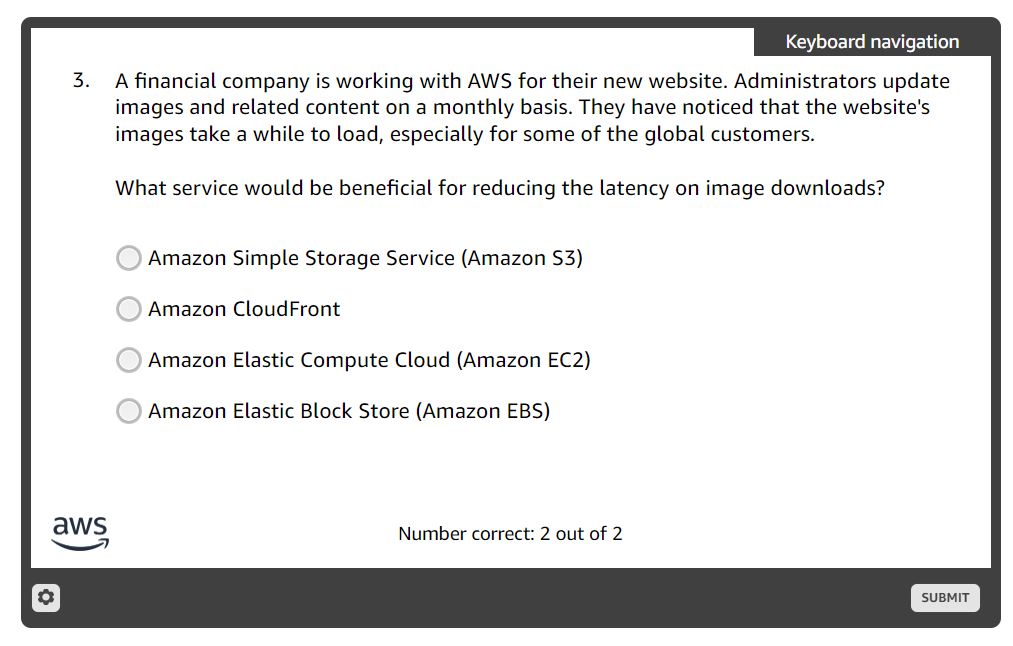 Keyboard navigation
3. A financial company is working with AWS for their new website. Administrators update
images and related content on a monthly basis. They have noticed that the website's
images take a while to load, especially for some of the global customers.
What service would be beneficial for reducing the latency on image downloads?
Amazon Simple Storage Service (Amazon S3)
Amazon CloudFront
Amazon Elastic Compute Cloud (Amazon EC2)
Amazon Elastic Block Store (Amazon EBS)
aws
Number correct: 2 out of 2
SUBMIT